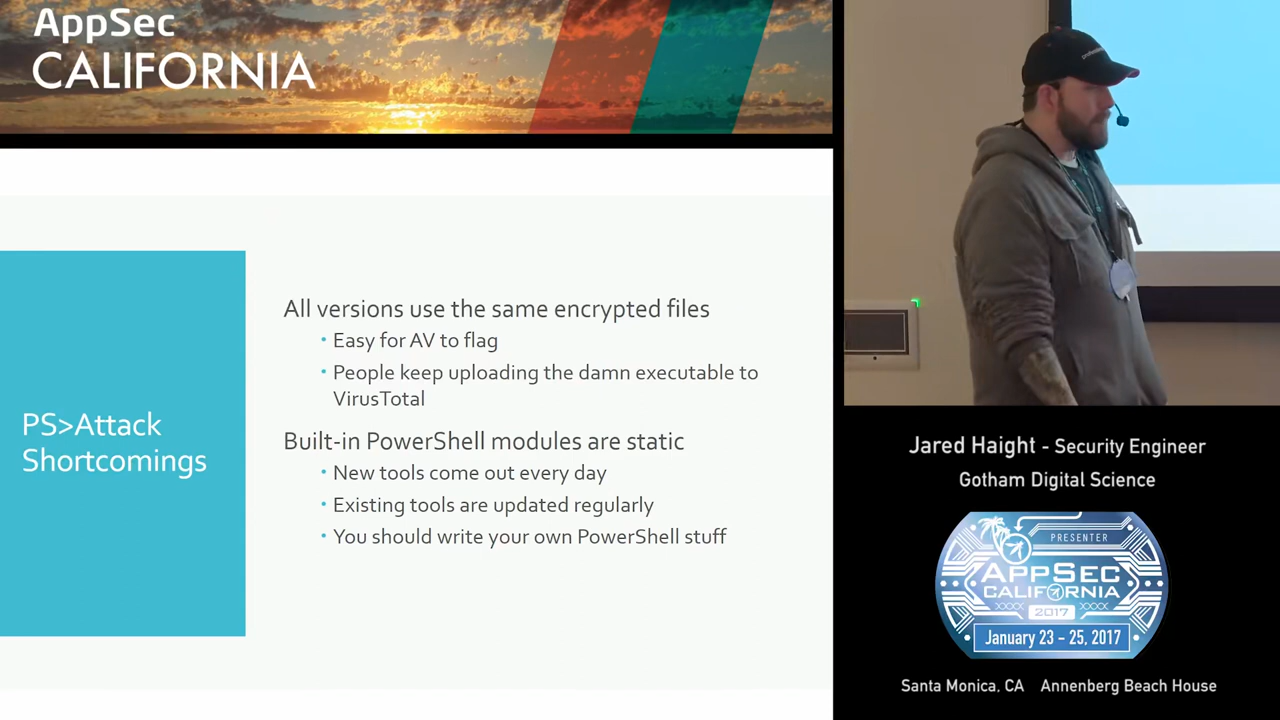 AppSec
CALIFORNIA
PS>Attack
Shortcomings
All versions use the same encrypted files
• Easy for AV to flag
• People keep uploading the damn executable to
VirusTotal
Built-in PowerShell modules are static
• New tools come out every day
• Existing tools are updated regularly
• You should write your own PowerShell stuff
Jared Haight - Security Engineer
Gotham Digital Science
PRESENTER
APPSEC
CALIFORNIA
XXXX 2017 XXXX
January 23 - 25, 2017
Santa Monica, CA Annenberg Beach House